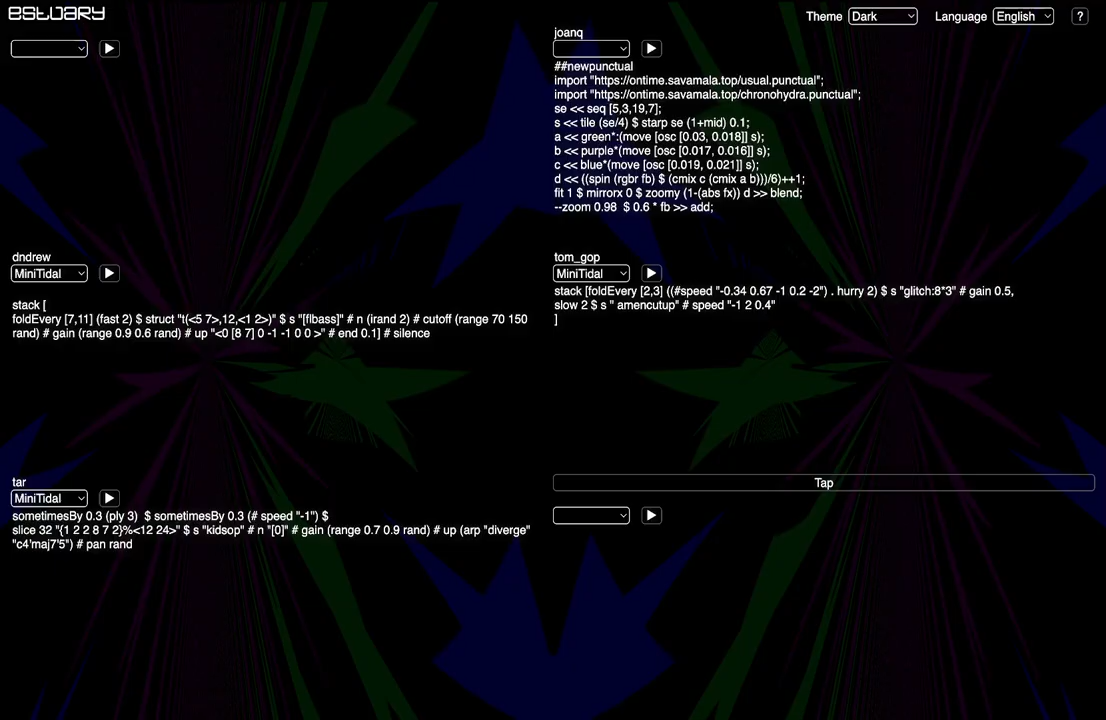 estuary
Theme Dark Language English ?
joanq
##newpunctual
import "https://ontime.savamala.top/usual.punctual";
import "https://ontime.savamala.top/chronohydra.punctual";
se << seq [5,3,19,7];
s << tile (se/4) $ starp se (1+mid) 0.1;
a << green*:(move [osc [0.03, 0.018]] s);
b << purple*(move [osc [0.017, 0.016]] s);
c << blue*(move [osc [0.019, 0.021]] s);
d << ((spin (rgbr fb) $ (cmix c (cmix a b)))/6)++1;
fit 1 $ mirrorx 0 $ zoomy (1-(abs fx)) d >> blend;
--zoom 0.98  $ 0.6 * fb >> add;
dndrew
MiniTidal
stack [
foldEvery [7,11] (fast 2) $ struct "t(<5 7>,12,<1 2>)" $ s "[flbass]" # n (irand 2) # cutoff (range 70 150
rand) # gain (range 0.9 0.6 rand) # up "<0 [8 7] 0 -1 -1 0 0 >" # end 0.1] # silence
tom_gop
MiniTidal
stack [foldEvery [2,3] ((#speed "-0.34 0.67 -1 0.2 -2") . hurry 2) $ s "glitch:8*3" # gain 0.5,
slow 2 $ s " amencutup" # speed "-1 2 0.4"
]
tar
MiniTidal
sometimesBy 0.3 (ply 3)  $ sometimesBy 0.3 (# speed "-1") $
slice 32 "{1 2 2 8 7 2}%<12 24>" $ s "kidsop" # n "[0]" # gain (range 0.7 0.9 rand) # up (arp "diverge"
"c4'maj7'5") # pan rand
Tap